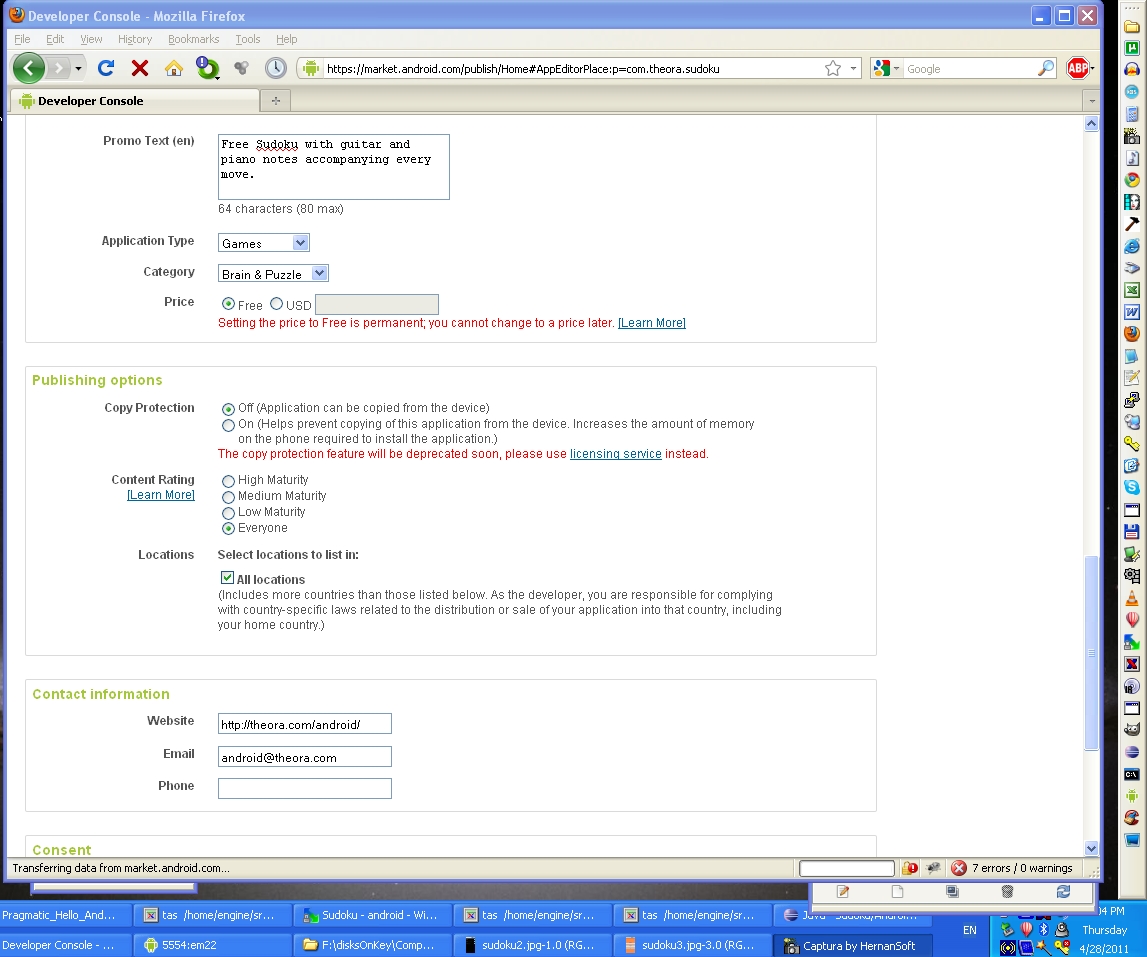 Developer Console - Mozilla Firefox
File Edit View History Bookmarks Tools Help
https://market.android.com/publish/Home#AppEditorPlace:p=com.theora.sudoku
Google
ABP
Developer Console
Promo Text (en)
Free Sudoku with guitar and
piano notes accompanying every
move.
64 characters (80 max)
Application Type
Games
Category
Brain & Puzzle
Price
Free USD
Setting the price to Free is permanent; you cannot change to a price later. [Learn More]
Publishing options
Copy Protection
Off (Application can be copied from the device)
On (Helps prevent copying of this application from the device. Increases the amount of memory
on the phone required to install the application.)
The copy protection feature will be deprecated soon, please use licensing service instead.
Content Rating
[Learn More]
High Maturity
Medium Maturity
Low Maturity
Everyone
Locations
Select locations to list in:
All locations
(Includes more countries than those listed below. As the developer, you are responsible for complying
with country-specific laws related to the distribution or sale of your application into that country, including
your home country.)
Contact information
Website
http://theora.com/android/
Email
android@theora.com
Phone
Consent
Transferring data from market.android.com...
7 errors / 0 warnings
Pragmatic_Hello_And... tas /home/engine/sr... Sudoku - android - Wi... tas /home/engine/sr... tas /home/engine/sr... Java - Sudoku/Androi...
Developer Console - ... 5554:em22 F:\disksOnKey\Comp... sudoku2.jpg-1.0 (RG... sudoku3.jpg-3.0 (RG... Captura by HernanSoft
EN
04 PM
Thursday
4/28/2011